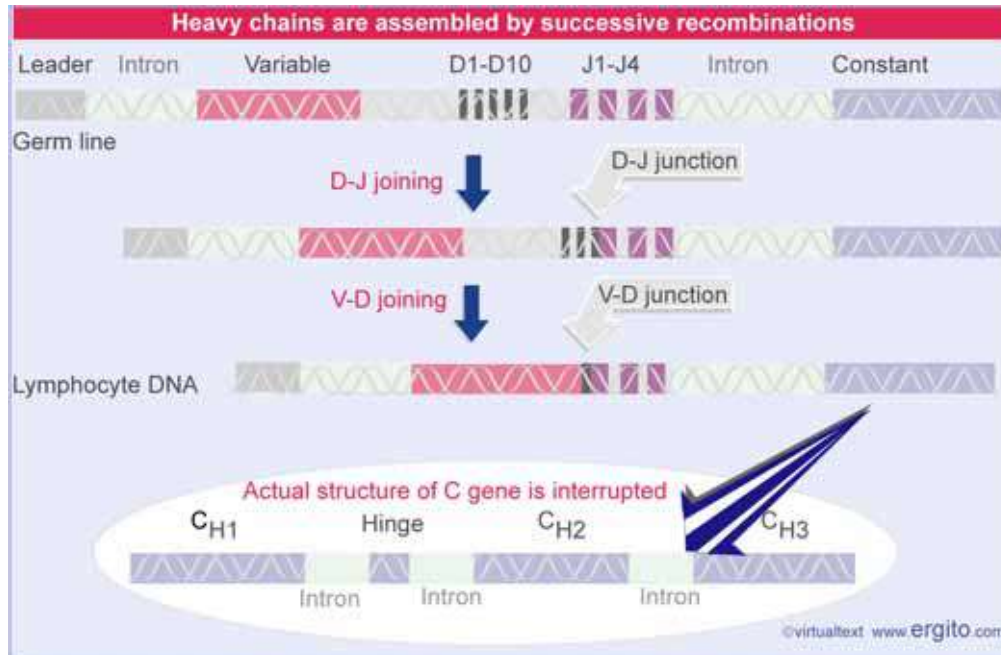 Heavy chains are assembled by successive recombinations
Leader Intron Variable D1-D10 J1-J4 Intron Constant
Germ line
D-J joining
D-J junction
V-D joining
V-D junction
Lymphocyte DNA
Actual structure of C gene is interrupted
CH1 Hinge CH2 CH3
Intron Intron Intron
©virtualtext www.ergito.com